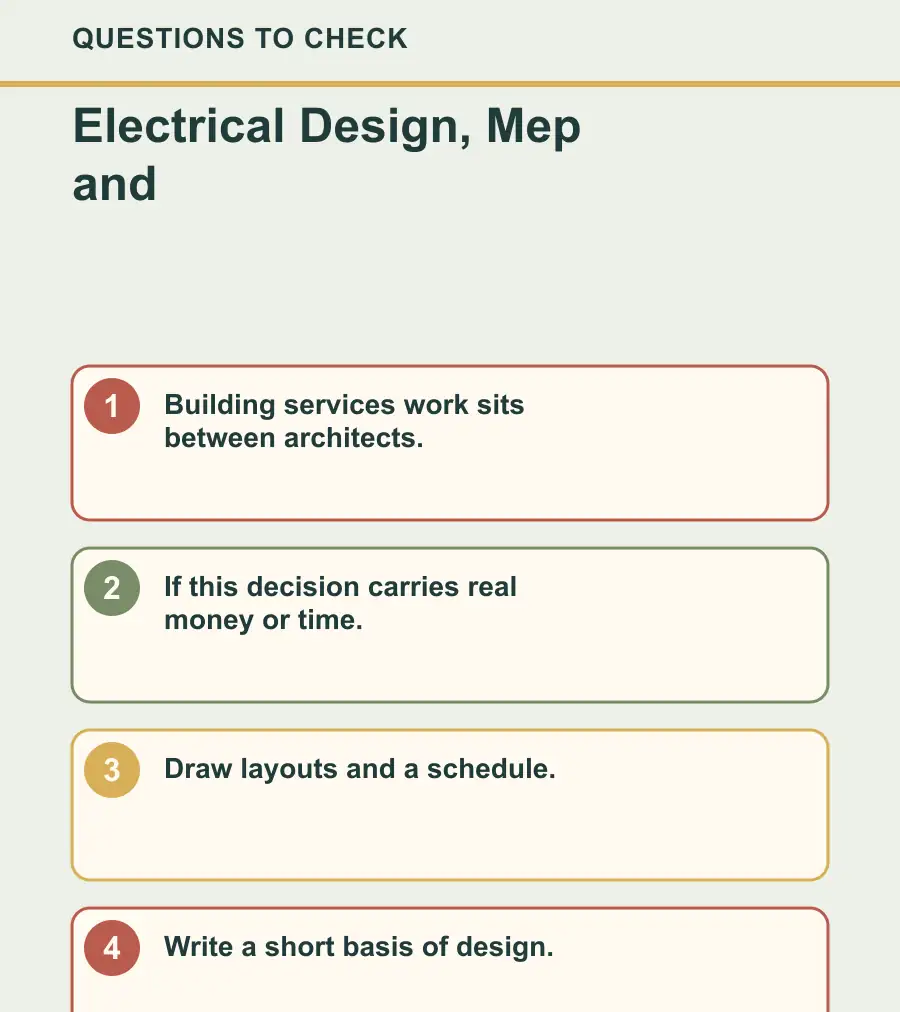 QUESTIONS TO CHECK
Electrical Design, Mep
and
1
Building services work sits
between architects.
2
If this decision carries real
money or time.
3
Draw layouts and a schedule.
4
Write a short basis of design.